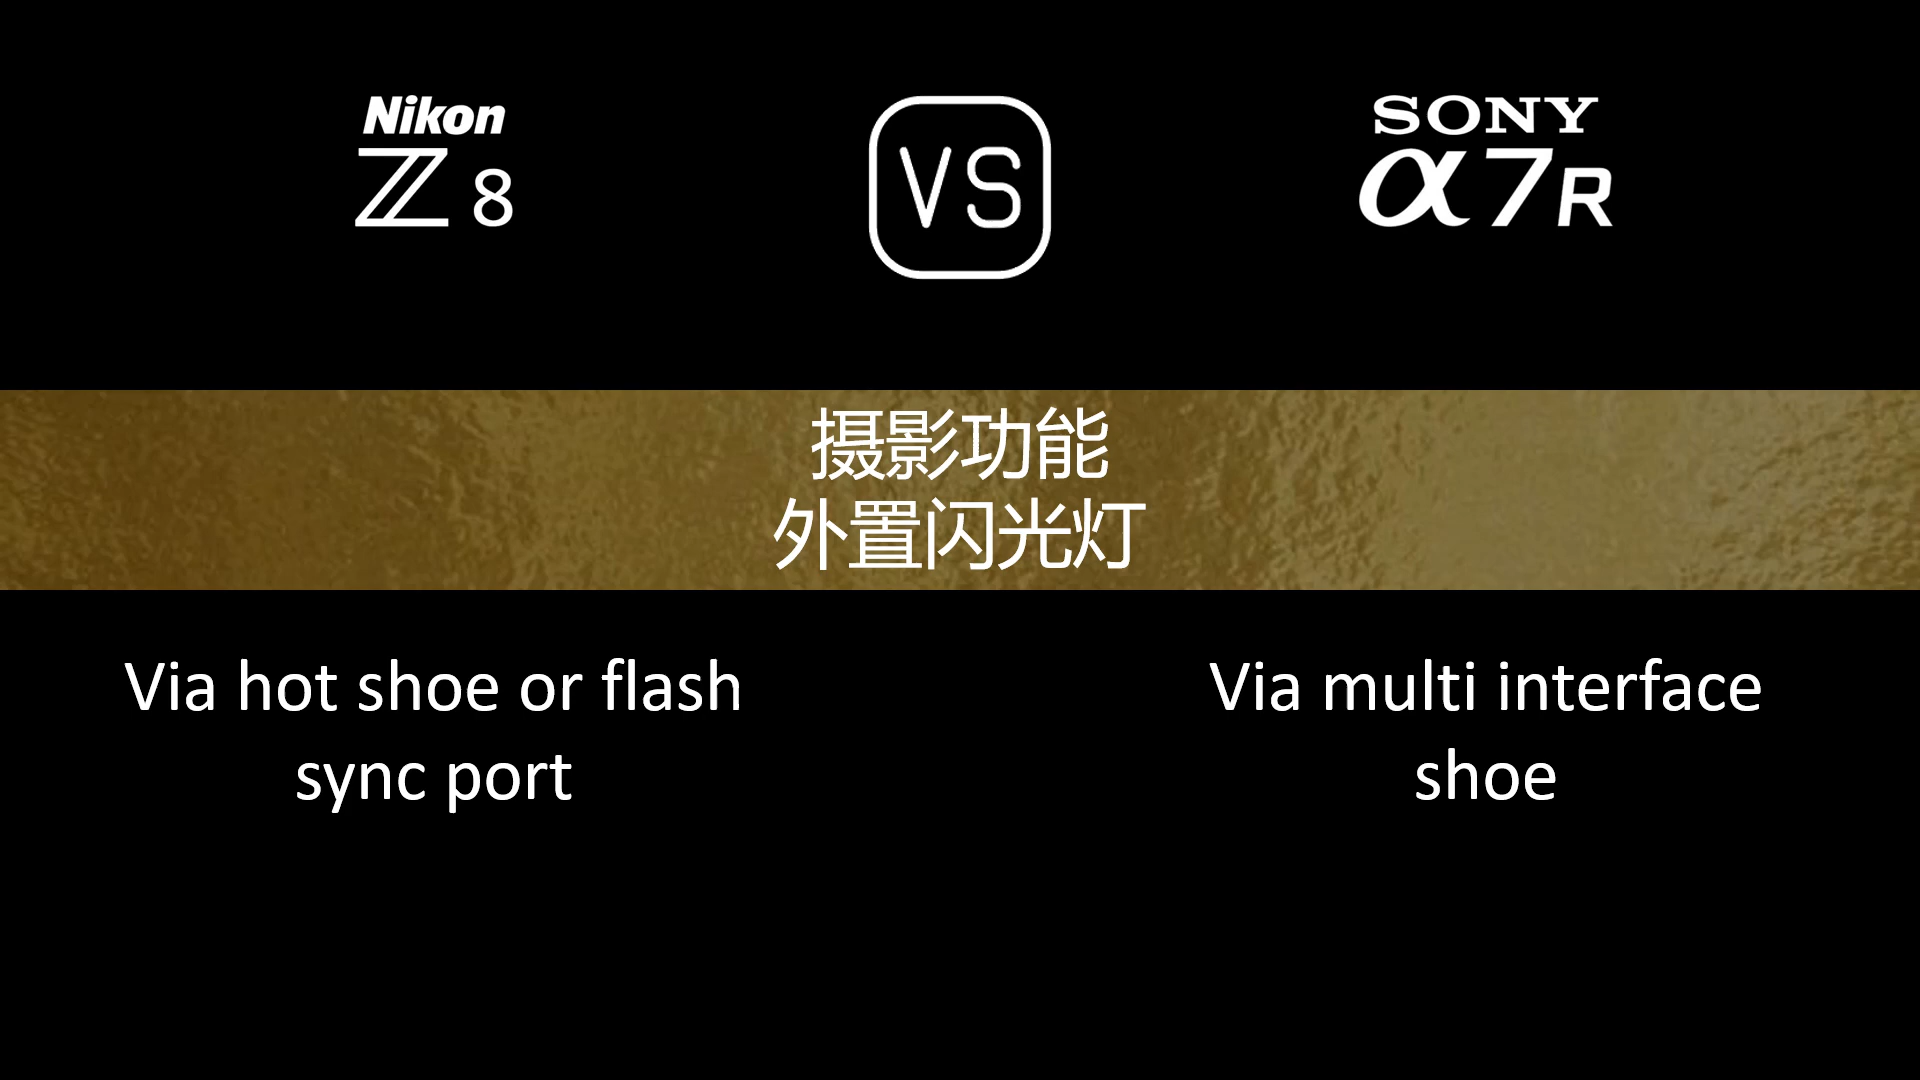 Nikon
Z 8
VS
SONY
α7R
摄影功能
外置闪光灯
Via hot shoe or flash
sync port
Via multi interface
shoe